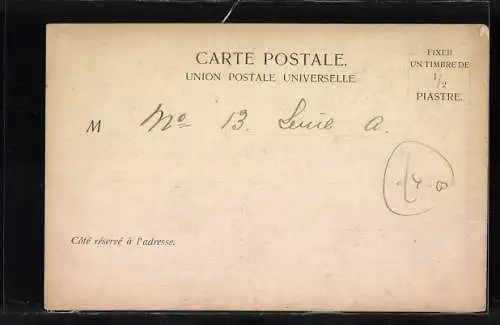 CARTE POSTALE.
UNION POSTALE UNIVERSELLE.
FIXER
UN TIMBRE DE
1/2
PIASTRE.
M No 13. Serie A.
Côté réservé à l'adresse.